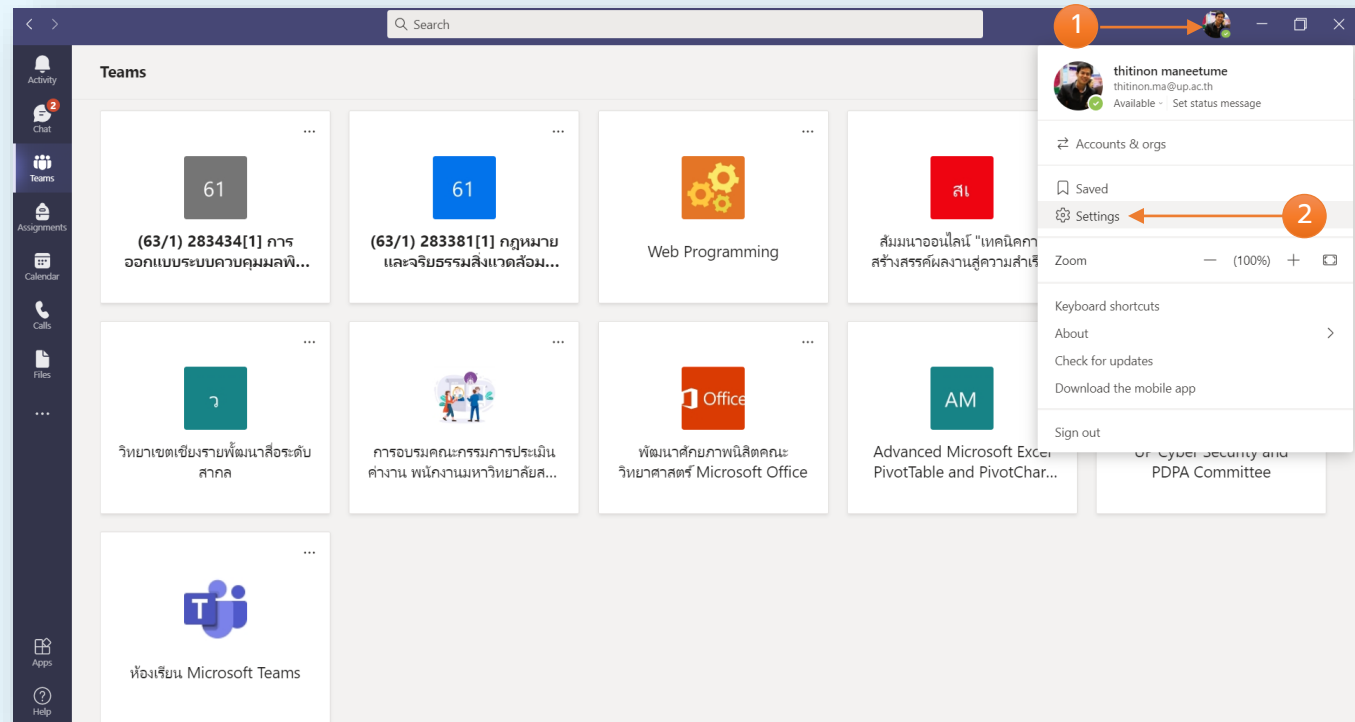 Search
1
Activity
2
Chat
Teams
Assignments
Calendar
Calls
Files
Apps
Help
Teams
61
(63/1) 283434[1] การ
ออกแบบระบบควบคุมมลพิ...
61
(63/1) 283381[1] กฎหมาย
และจริยธรรมสิ่งแวดล้อม...
Web Programming
สเ
สัมมนาออนไลน์ "เทคนิคกา
สร้างสรรค์ผลงานสู่ความสำเร็
ว
วิทยาเขตเชียงรายพัฒนาสื่อระดับ
สากล
การอบรมคณะกรรมการประเมิน
ค่างาน พนักงานมหาวิทยาลัยส...
Office
พัฒนาศักยภาพนิสิตคณะ
วิทยาศาสตร์ Microsoft Office
AM
Advanced Microsoft Excel
PivotTable and PivotChar...
UP Cyber Security and
PDPA Committee
T
ห้องเรียน Microsoft Teams
thitinon maneetume
thitinon.ma@up.ac.th
Available Set status message
Accounts & orgs
Saved
Settings
2
Zoom — (100%) +
Keyboard shortcuts
About
Check for updates
Download the mobile app
Sign out